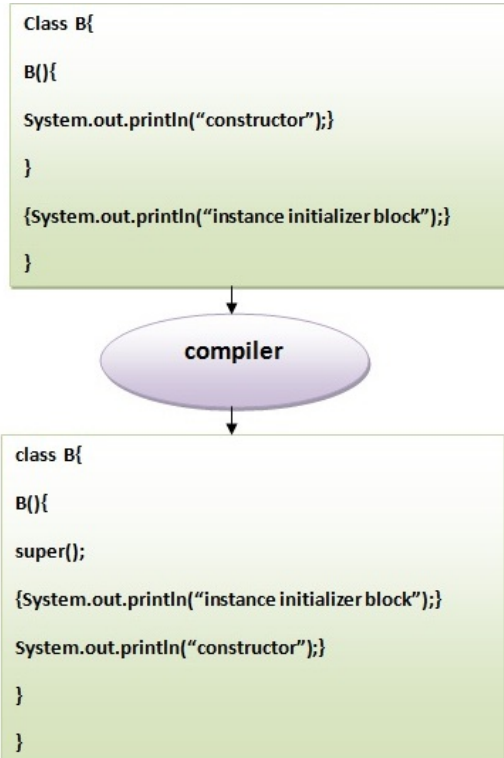 Class B{
B(){
System.out.println(“constructor”);}
}
{System.out.println(“instance initializer block”);}
}
compiler
class B{
B(){
super();
{System.out.println(“instance initializer block”);}
System.out.println(“constructor”);}
}
}